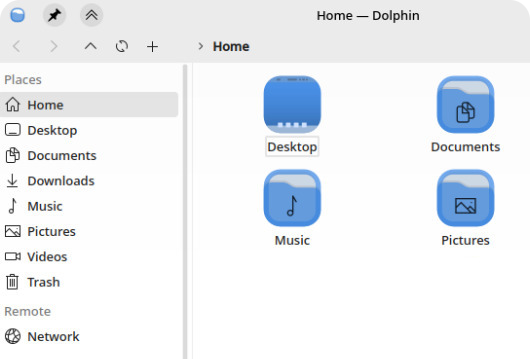 Home — Dolphin
Home
Places
Home
Desktop
Documents
Downloads
Music
Pictures
Videos
Trash
Remote
Network
Desktop
Documents
Music
Pictures